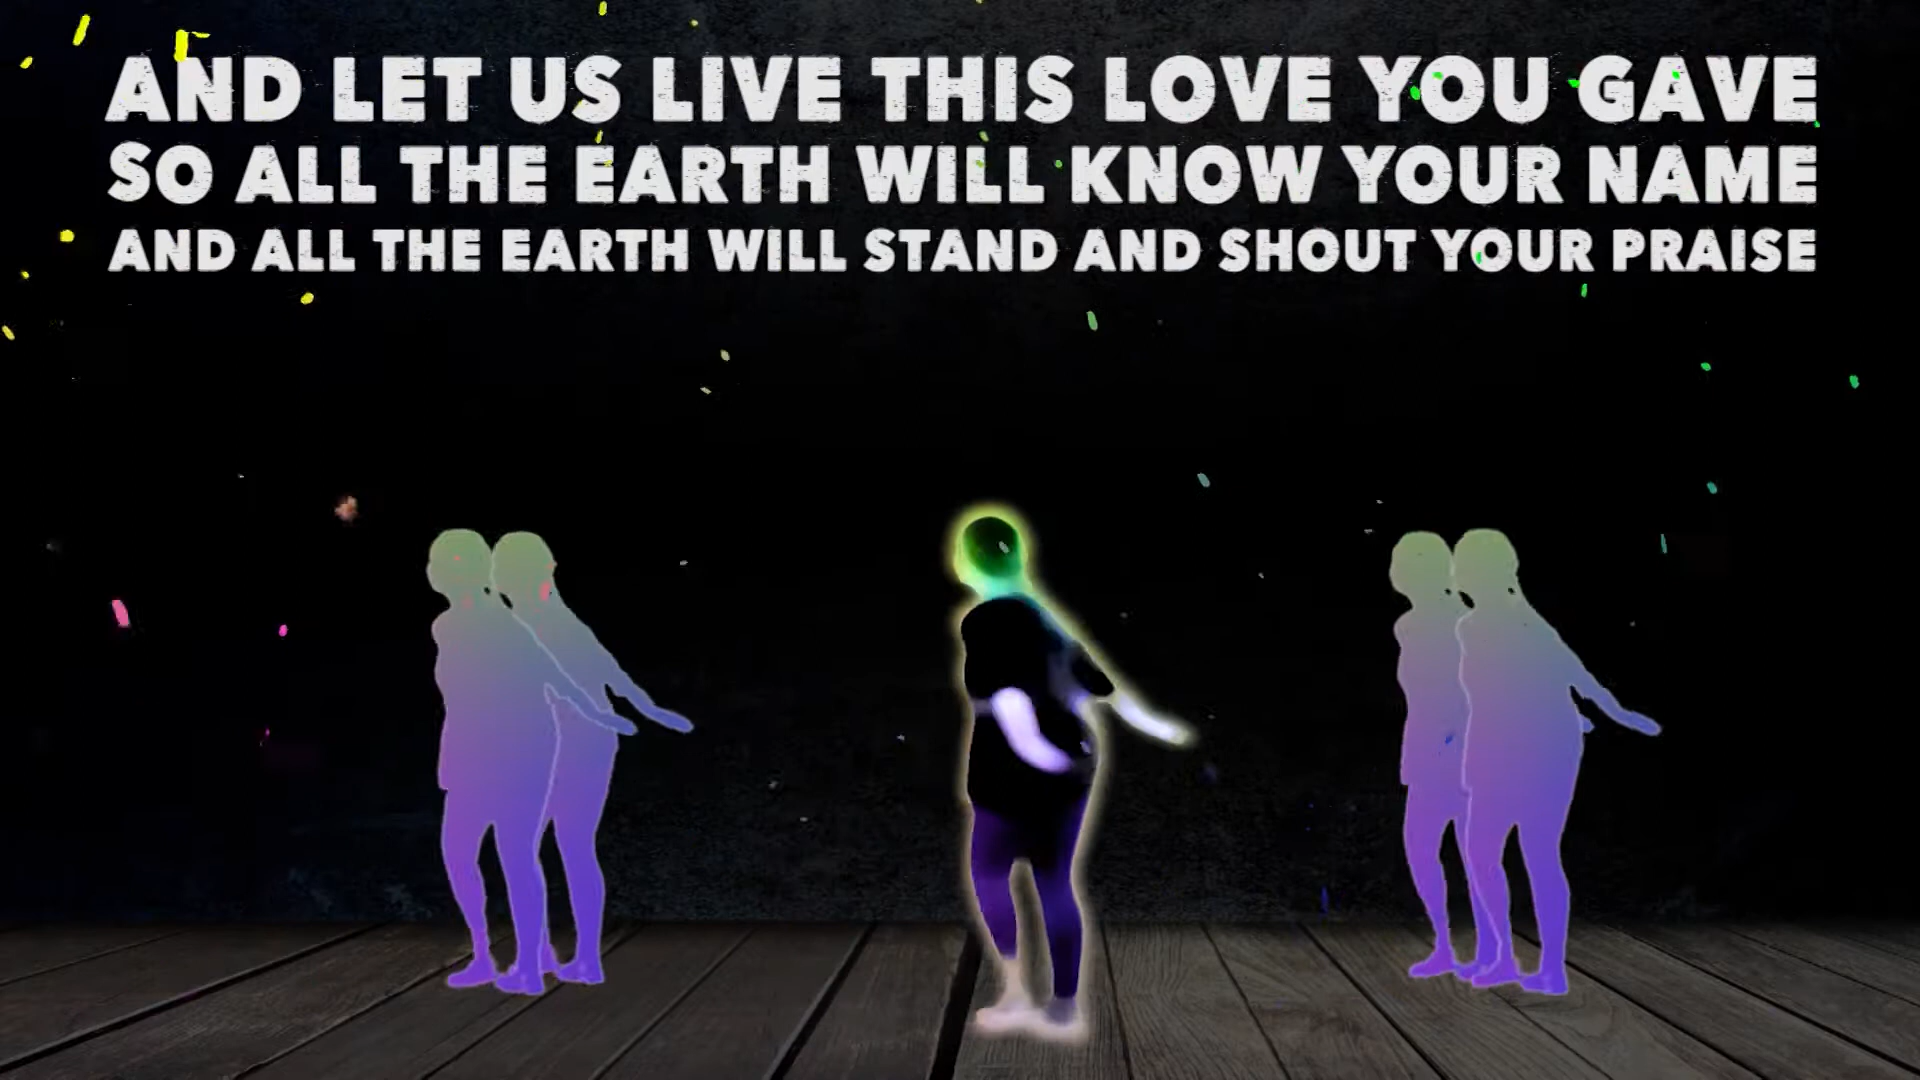 AND LET US LIVE THIS LOVE YOU GAVE
SO ALL THE EARTH WILL KNOW YOUR NAME
AND ALL THE EARTH WILL STAND AND SHOUT YOUR PRAISE